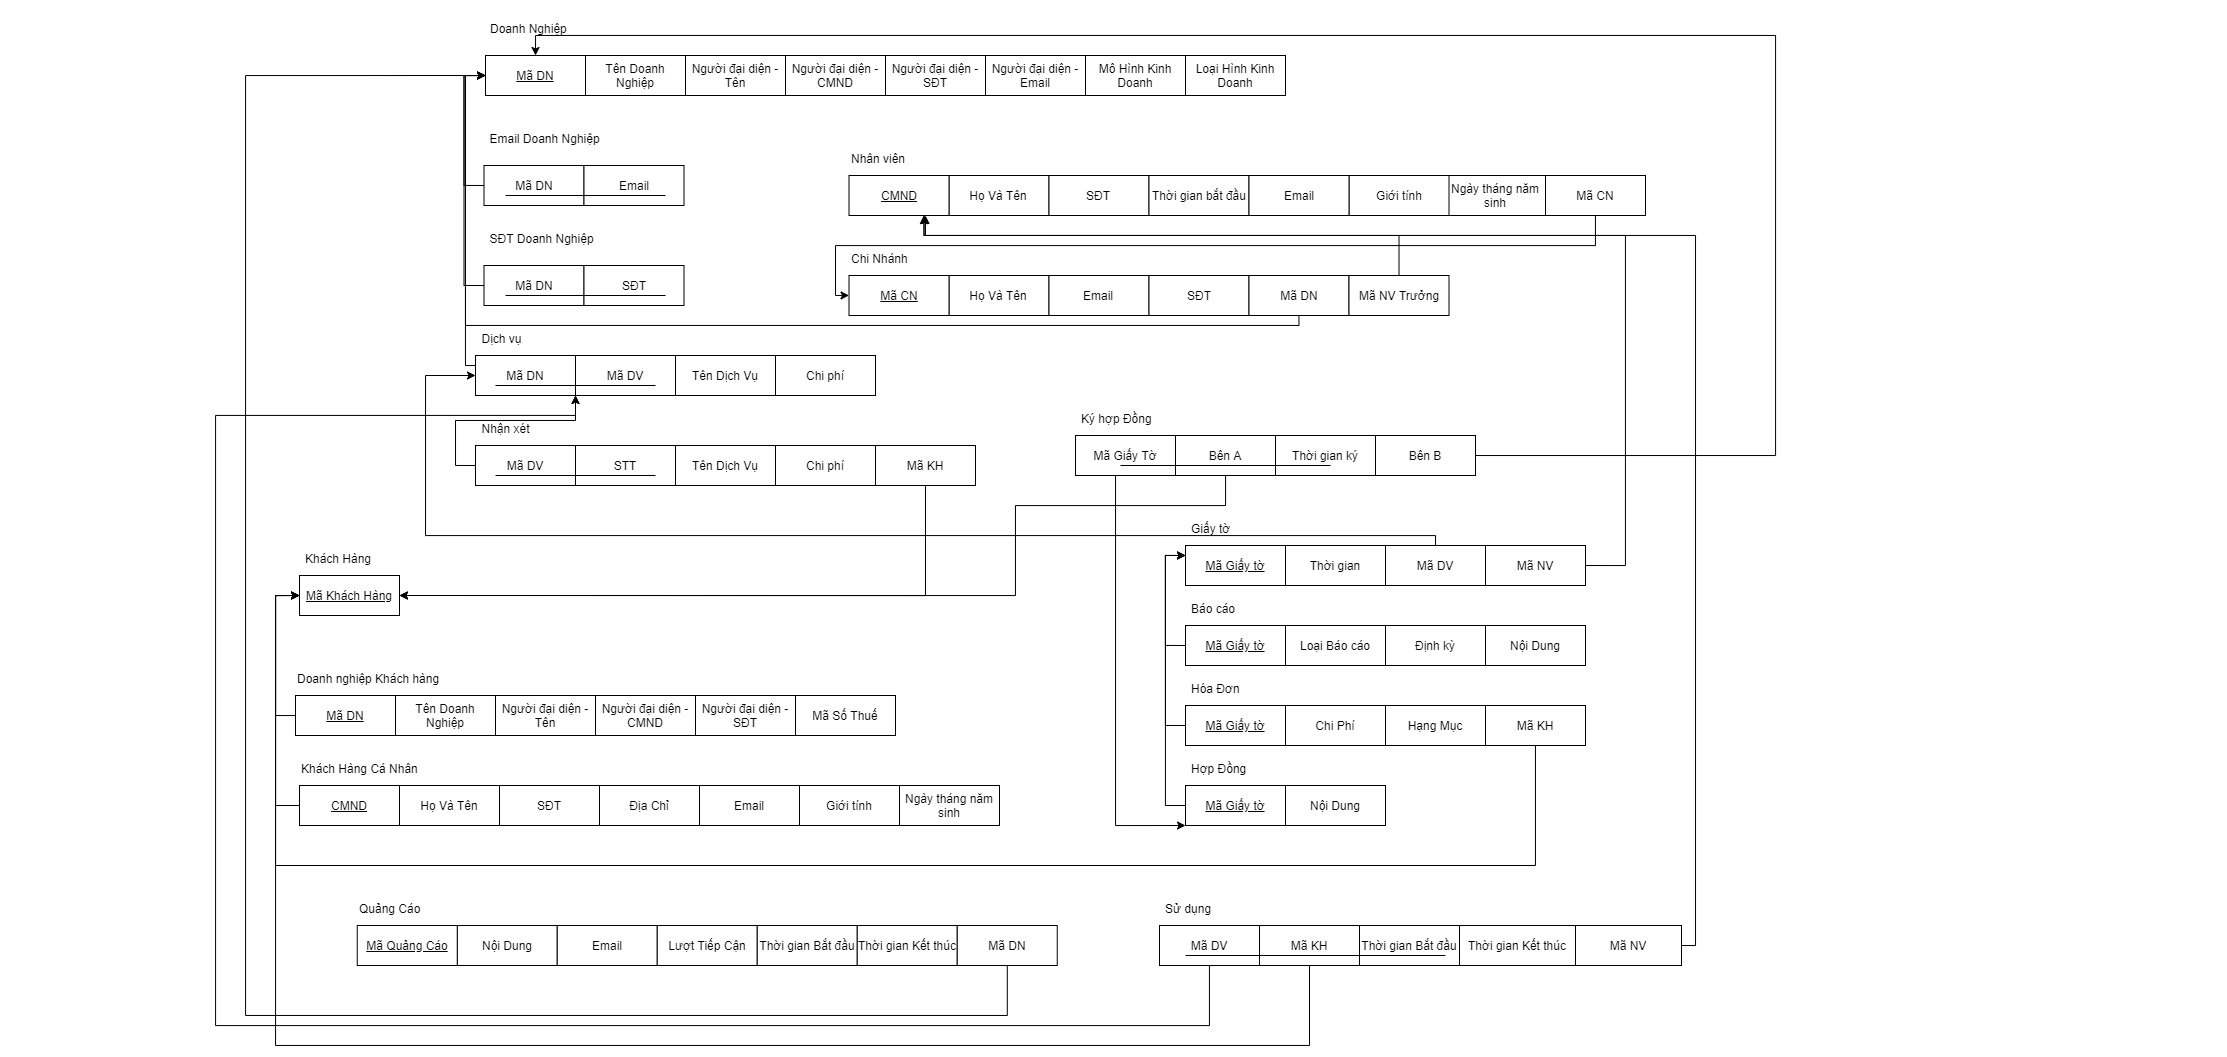 Doanh Nghiệp
Mã DN
Tên Doanh
Nghiệp
Người đại diện -
Tên
Người đại diện -
CMND
Người đại diện -
SĐT
Người đại diện -
Email
Mô Hình Kinh
Doanh
Loại Hình Kinh
Doanh
Email Doanh Nghiệp
Mã DN
Email
Nhân viên
CMND
Họ Và Tên
SĐT
Thời gian bắt đầu
Email
Giới tính
Ngày tháng năm
sinh
Mã CN
SĐT Doanh Nghiệp
Mã DN
SĐT
Chi Nhánh
Mã CN
Họ Và Tên
Email
SĐT
Mã DN
Mã NV Trưởng
Dịch vụ
Mã DN
Mã DV
Tên Dịch Vụ
Chi phí
Nhận xét
Mã DV
STT
Tên Dịch Vụ
Chi phí
Mã KH
Ký hợp Đồng
Mã Giấy Tờ
Bên A
Thời gian ký
Bên B
Giấy tờ
Mã Giấy tờ
Thời gian
Mã DV
Mã NV
Khách Hàng
Mã Khách Hàng
Báo cáo
Mã Giấy tờ
Loại Báo cáo
Định kỳ
Nội Dung
Doanh nghiệp Khách hàng
Mã DN
Tên Doanh
Nghiệp
Người đại diện -
Tên
Người đại diện -
CMND
Người đại diện -
SĐT
Mã Số Thuế
Hóa Đơn
Mã Giấy tờ
Chi Phí
Hạng Mục
Mã KH
Khách Hàng Cá Nhân
CMND
Họ Và Tên
SĐT
Địa Chỉ
Email
Giới tính
Ngày tháng năm
sinh
Hợp Đồng
Mã Giấy tờ
Nội Dung
Quảng Cáo
Mã Quảng Cáo
Nội Dung
Email
Lượt Tiếp Cận
Thời gian Bắt đầu
Thời gian Kết thúc
Mã DN
Sử dụng
Mã DV
Mã KH
Thời gian Bắt đầu
Thời gian Kết thúc
Mã NV